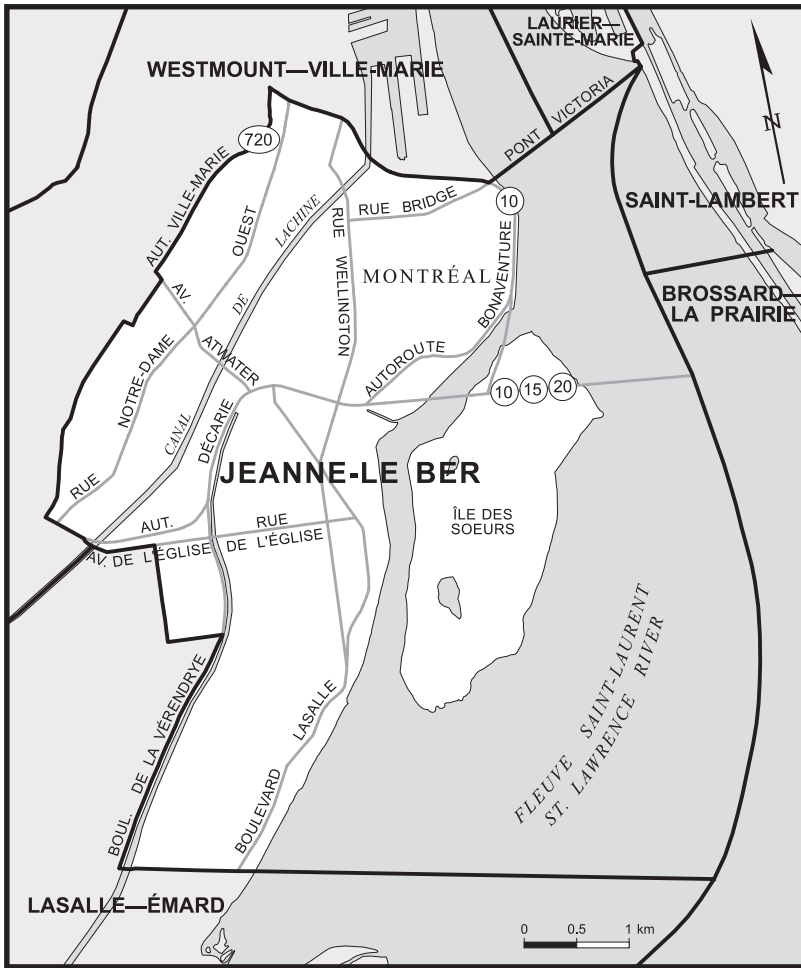 LAURIER—
SAINTE-MARIE
WESTMOUNT—VILLE-MARIE
PONT VICTORIA
N
720
AUT. VILLE-MARIE
OUEST
LACHINE
RUE BRIDGE
10
SAINT-LAMBERT
RUE WELLINGTON
MONTRÉAL
BONAVENTURE
BROSSARD—
LA PRAIRIE
AV.
DE
ATWATER
AUTOROUTE
NOTRE-DAME
10 15 20
CANAL
DÉCARIE
JEANNE-LE BER
RUE
ÎLE DES
SOEURS
AUT.
RUE
AV. DE L'ÉGLISE DE L'ÉGLISE
FLEUVE SAINT-LAURENT
ST. LAWRENCE RIVER
BOUL. DE LA VÉRENDRYE
LASALLE
BOULEVARD
LASALLE—ÉMARD
0 0.5 1 km